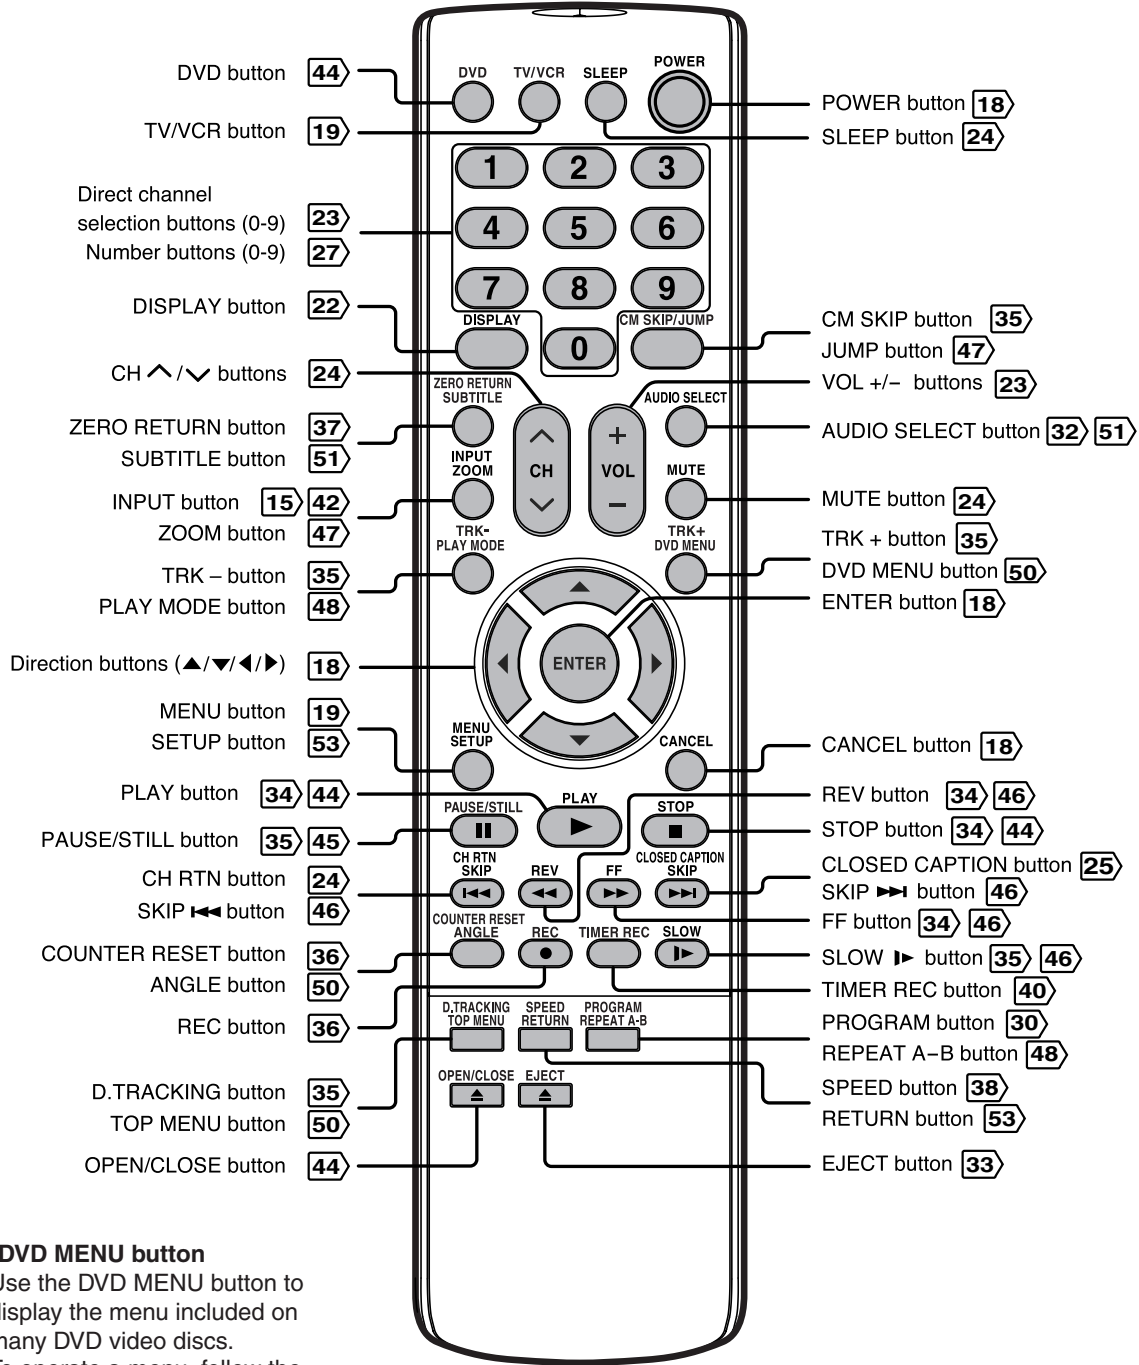 DVD button 44
TV/VCR button 19
Direct channel
selection buttons (0-9) 23
Number buttons (0-9) 27
DISPLAY button 22
CH / buttons 24
ZERO RETURN button 37
SUBTITLE button 51
INPUT button 15 42
ZOOM button 47
TRK – button 35
PLAY MODE button 48
Direction buttons (▲/▼/◀/▶) 18
MENU button 19
SETUP button 53
PLAY button 34 44
PAUSE/STILL button 35 45
CH RTN button 24
SKIP button 46
COUNTER RESET button 36
ANGLE button 50
REC button 36
D.TRACKING button 35
TOP MENU button 50
OPEN/CLOSE button 44
DVD TV/VCR SLEEP POWER
1 2 3
4 5 6
7 8 9
DISPLAY 0 CM SKIP/JUMP
ZERO RETURN
SUBTITLE AUDIO SELECT
INPUT
ZOOM CH + VOL – MUTE
TRK-
PLAY MODE
TRK+
DVD MENU
ENTER
MENU
SETUP
CANCEL
PAUSE/STILL PLAY STOP
CH RTN
SKIP REV FF
CLOSED CAPTION
SKIP
COUNTER RESET
ANGLE REC TIMER REC SLOW
D.TRACKING
TOP MENU
SPEED
RETURN
PROGRAM
REPEAT A-B
OPEN/CLOSE EJECT
POWER button 18
SLEEP button 24
CM SKIP button 35
JUMP button 47
VOL +/– buttons 23
AUDIO SELECT button 32 51
MUTE button 24
TRK + button 35
DVD MENU button 50
ENTER button 18
CANCEL button 18
REV button 34 46
STOP button 34 44
CLOSED CAPTION button 25
SKIP button 46
FF button 34 46
SLOW button 35 46
TIMER REC button 40
PROGRAM button 30
REPEAT A–B button 48
SPEED button 38
RETURN button 53
EJECT button 33
DVD MENU button
Use the DVD MENU button to
display the menu included on
many DVD video discs.